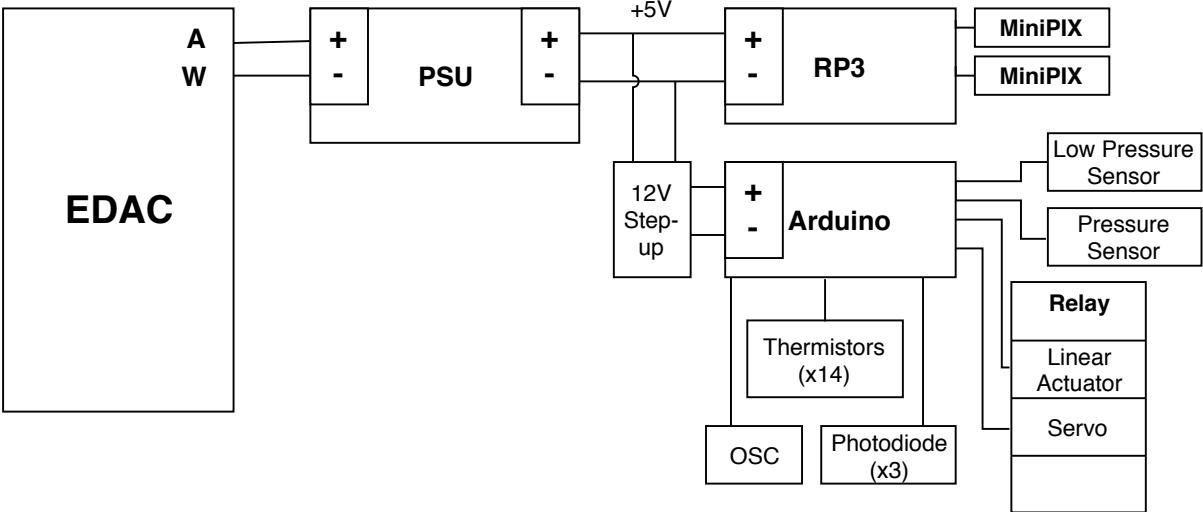 +5V
A
W
EDAC
+
-
PSU
+
-
+
-
RP3
MiniPIX
MiniPIX
12V
Step-
up
+
-
Arduino
Low Pressure
Sensor
Pressure
Sensor
Thermistors
(x14)
OSC
Photodiode
(x3)
Relay
Linear
Actuator
Servo